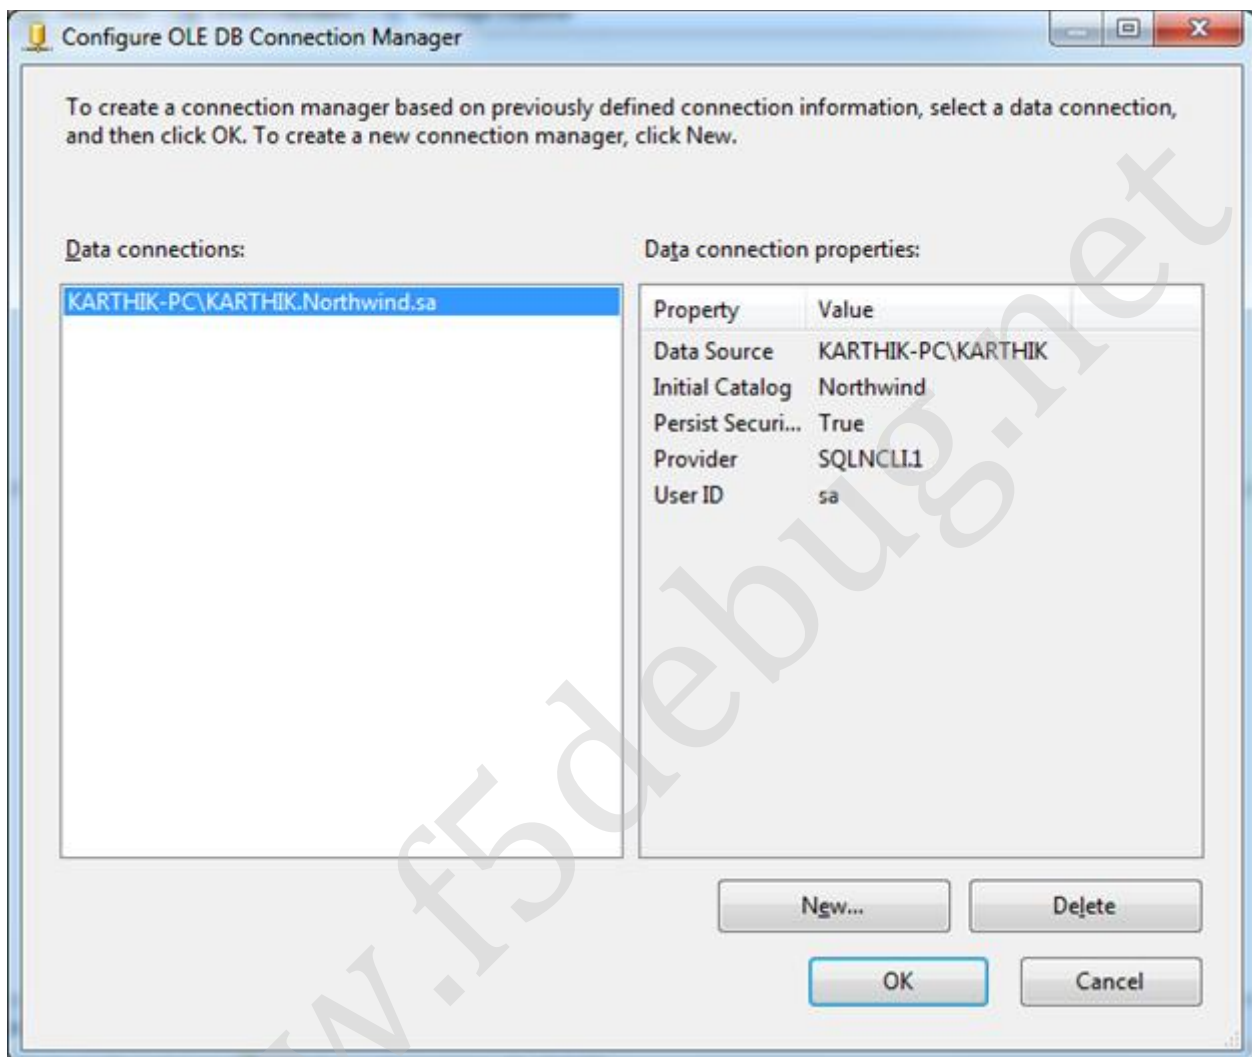 Configure OLE DB Connection Manager
To create a connection manager based on previously defined connection information, select a data connection,
and then click OK. To create a new connection manager, click New.
Data connections:
KARTHIK-PC\KARTHIK.Northwind.sa
Data connection properties:
Property Value
Data Source KARTHIK-PC\KARTHIK
Initial Catalog Northwind
Persist Securi... True
Provider SQLNCLI.1
User ID sa
New...
Delete
OK
Cancel
w.f5debug.net